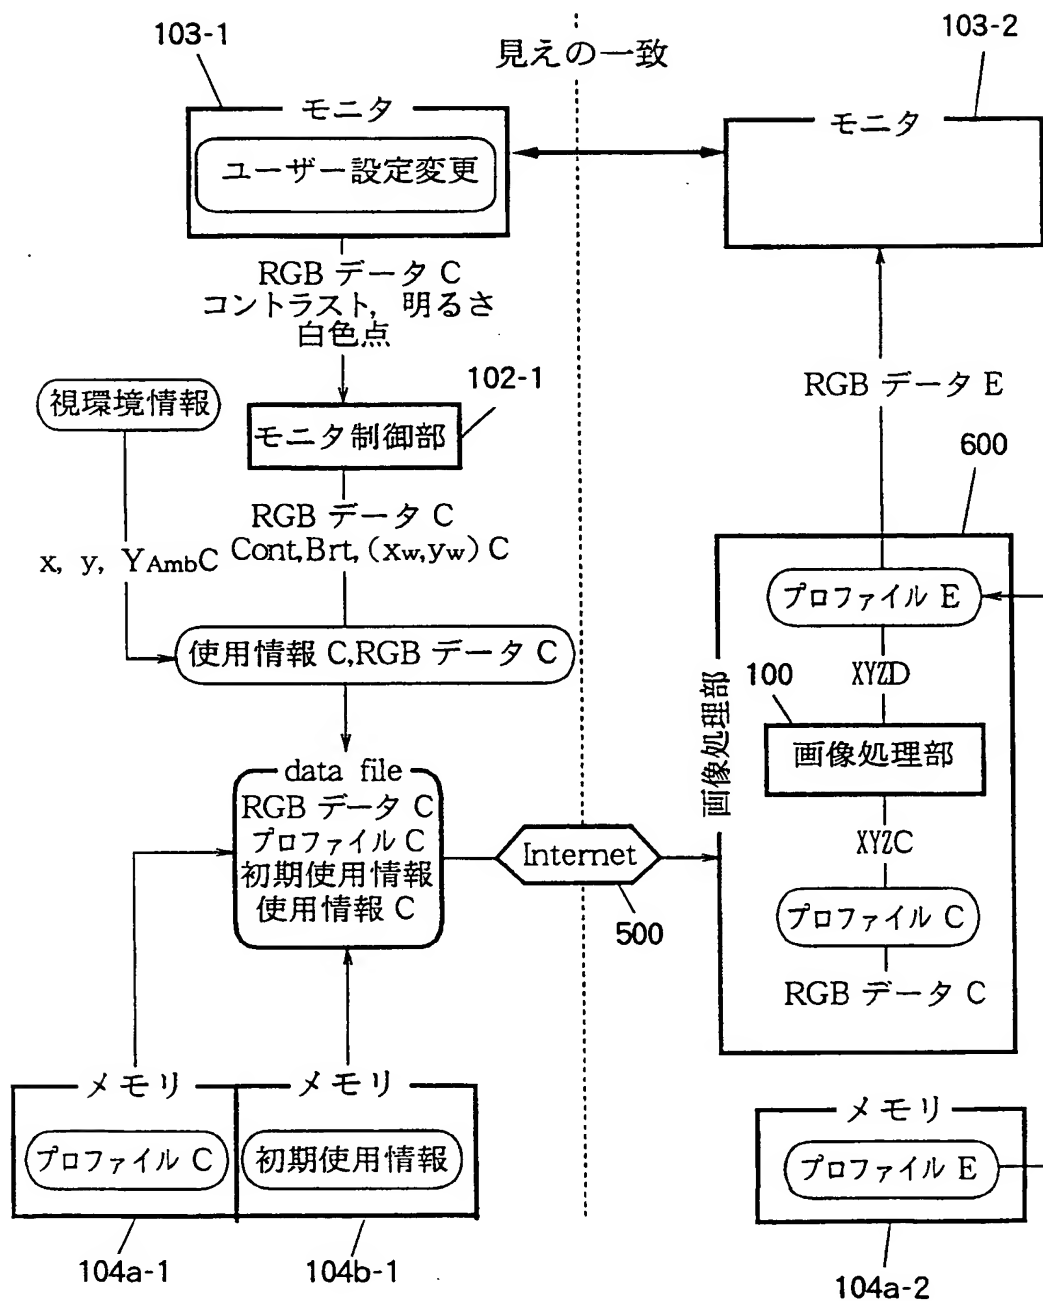 103-1
見えの一致
103-2
モニタ
ユーザー設定変更
モニタ
RGB データ C
コントラスト, 明るさ
白色点
視環境情報
102-1
モニタ制御部
RGB データ C
Cont,Brt,(xw,yw) C
x, y, YAmbC
使用情報 C,RGB データ C
data file
RGB データ C
プロファイル C
初期使用情報
使用情報 C
Internet
500
RGB データ E
600
プロファイル E
XYZD
100
画像処理部
画像処理部
XYZC
プロファイル C
RGB データ C
メモリ
プロファイル C
メモリ
初期使用情報
メモリ
プロファイル E
104a-1
104b-1
104a-2